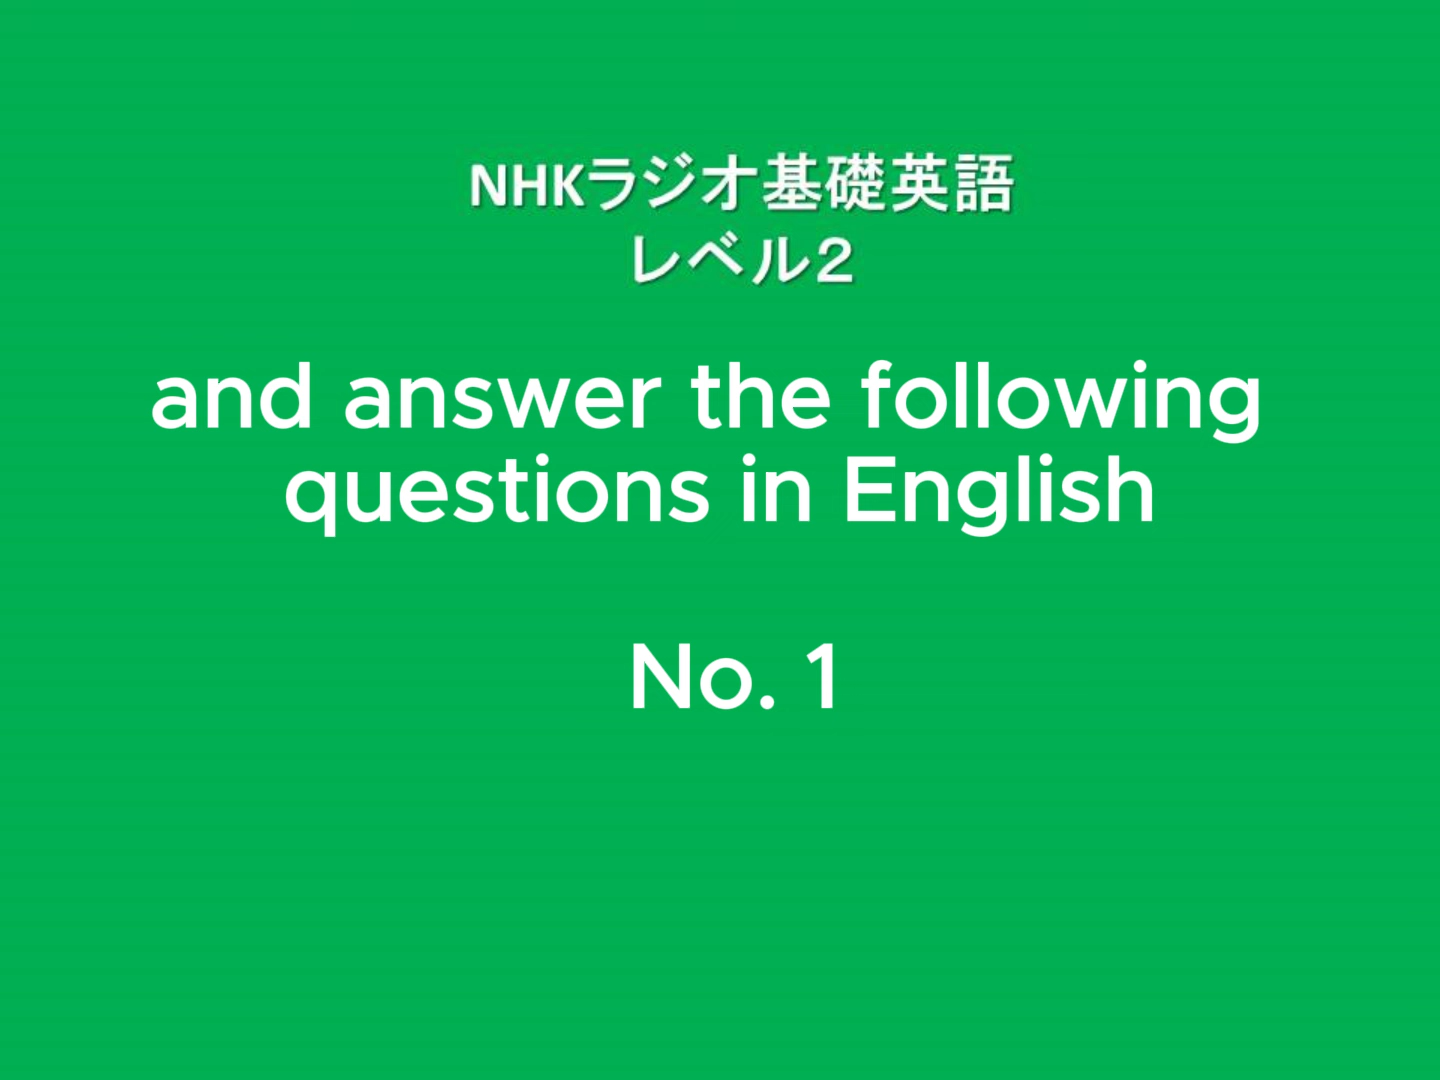 NHKラジオ基礎英語
レベル２
and answer the following
questions in English
No. 1